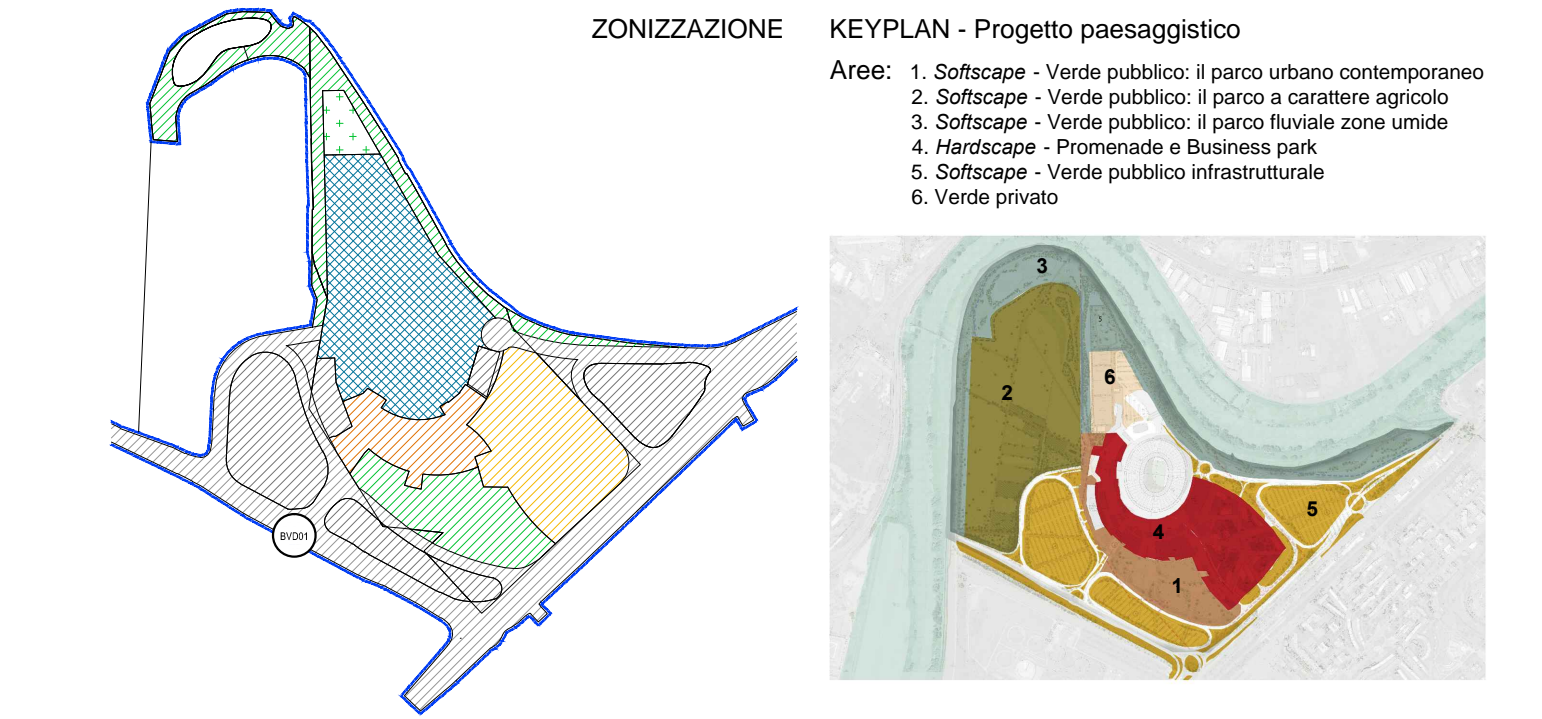 ZONIZZAZIONE
BVD01
KEYPLAN - Progetto paesaggistico
Aree: 1. Softscape - Verde pubblico: il parco urbano contemporaneo
2. Softscape - Verde pubblico: il parco a carattere agricolo
3. Softscape - Verde pubblico: il parco fluviale zone umide
4. Hardscape - Promenade e Business park
5. Softscape - Verde pubblico infrastrutturale
6. Verde privato
3
5
6
2
5
4
1